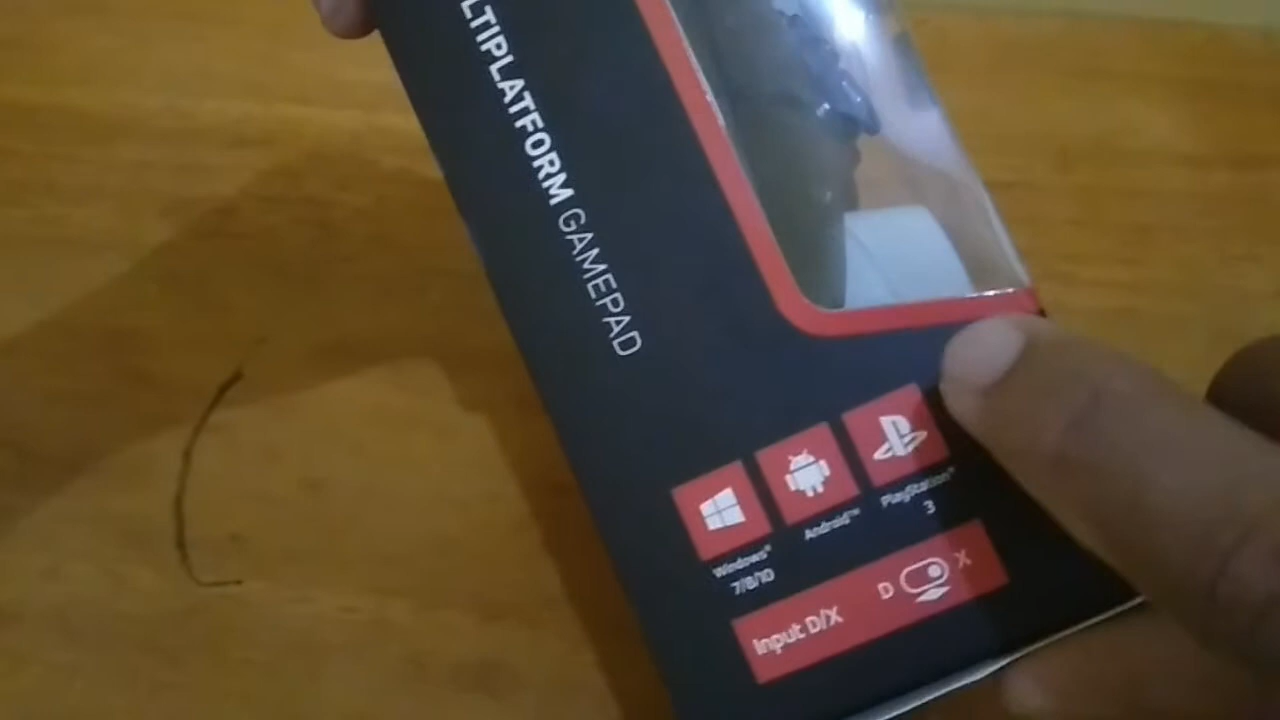 LTIPLATFORM GAMEPAD
Windows®
7/8/10
Android™
PlayStation®
3
Input D/X
D X